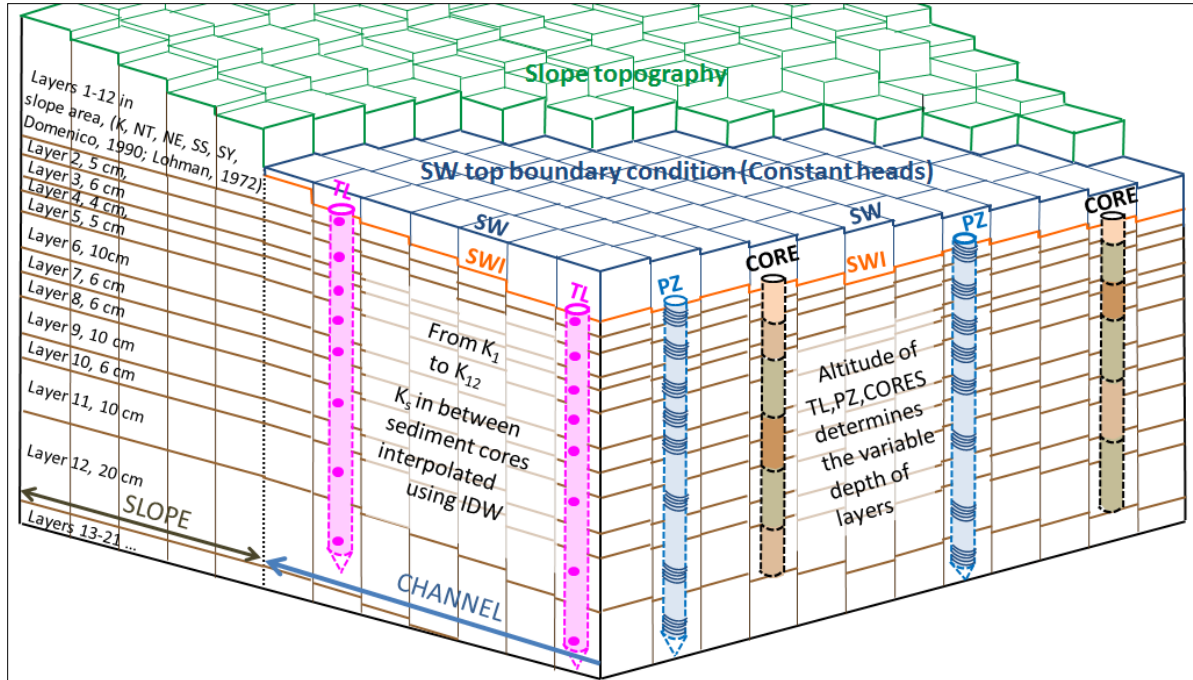 Slope topography
Layers 1-12 in
slope area, (K, NT, NE, SS, SY,
Domenico, 1990; Lohman, 1972)
Layer 2, 5 cm,
Layer 3, 6 cm
Layer 4, 4 cm,
Layer 5, 5 cm
Layer 6, 10cm
Layer 7, 6 cm
Layer 8, 6 cm
Layer 9, 10 cm
Layer 10, 6 cm
Layer 11, 10 cm
Layer 12, 20 cm
Layers 13-21 ...
SLOPE
CHANNEL
SW top boundary condition (Constant heads)
TL
SW
SWI
TL
From K1
to K12
Ks in between
sediment cores
interpolated
using IDW
PZ
CORE
SW
SWI
PZ
CORE
Altitude of
TL,PZ,CORES
determines
the variable
depth of
layers